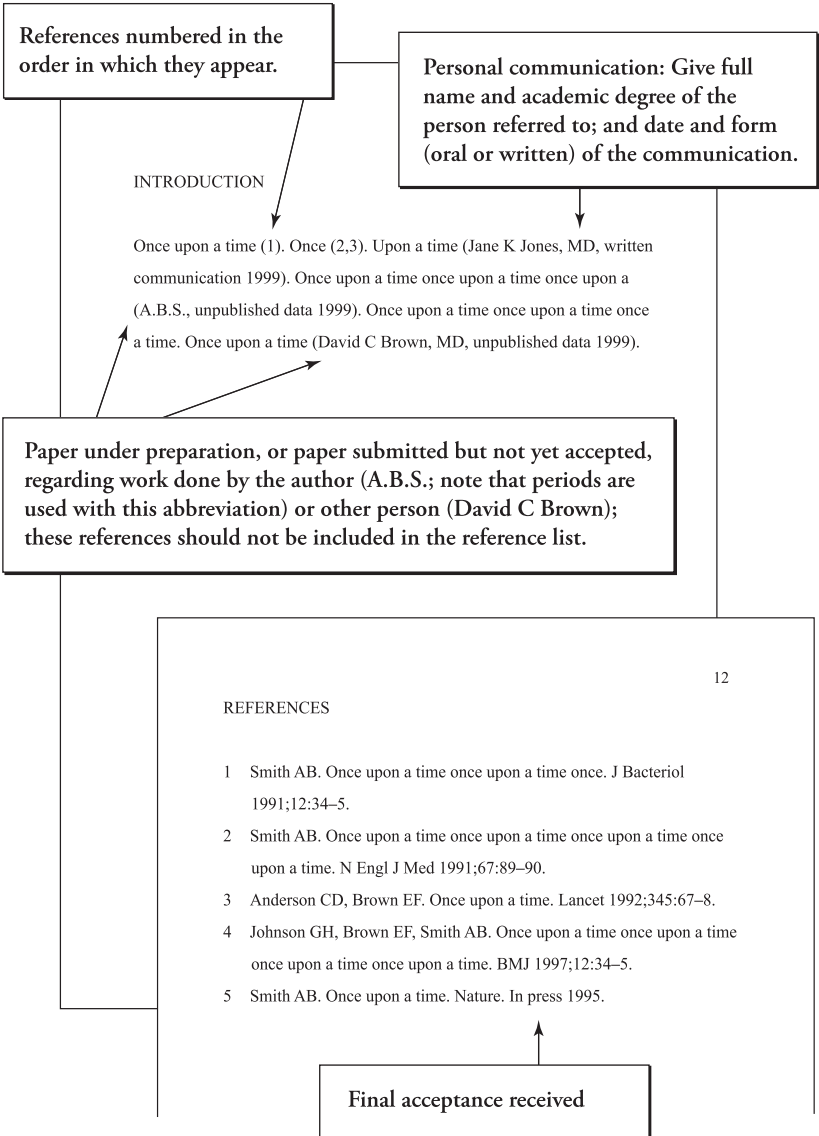 References numbered in the
order in which they appear.
Personal communication: Give full
name and academic degree of the
person referred to; and date and form
(oral or written) of the communication.
INTRODUCTION
Once upon a time (1). Once (2,3). Upon a time (Jane K Jones, MD, written
communication 1999). Once upon a time once upon a time once upon a
(A.B.S., unpublished data 1999). Once upon a time once upon a time once
a time. Once upon a time (David C Brown, MD, unpublished data 1999).
Paper under preparation, or paper submitted but not yet accepted,
regarding work done by the author (A.B.S.; note that periods are
used with this abbreviation) or other person (David C Brown);
these references should not be included in the reference list.
12
REFERENCES
1 Smith AB. Once upon a time once upon a time once. J Bacteriol
1991;12:34–5.
2 Smith AB. Once upon a time once upon a time once upon a time once
upon a time. N Engl J Med 1991;67:89–90.
3 Anderson CD, Brown EF. Once upon a time. Lancet 1992;345:67–8.
4 Johnson GH, Brown EF, Smith AB. Once upon a time once upon a time
once upon a time once upon a time. BMJ 1997;12:34–5.
5 Smith AB. Once upon a time. Nature. In press 1995.
Final acceptance received